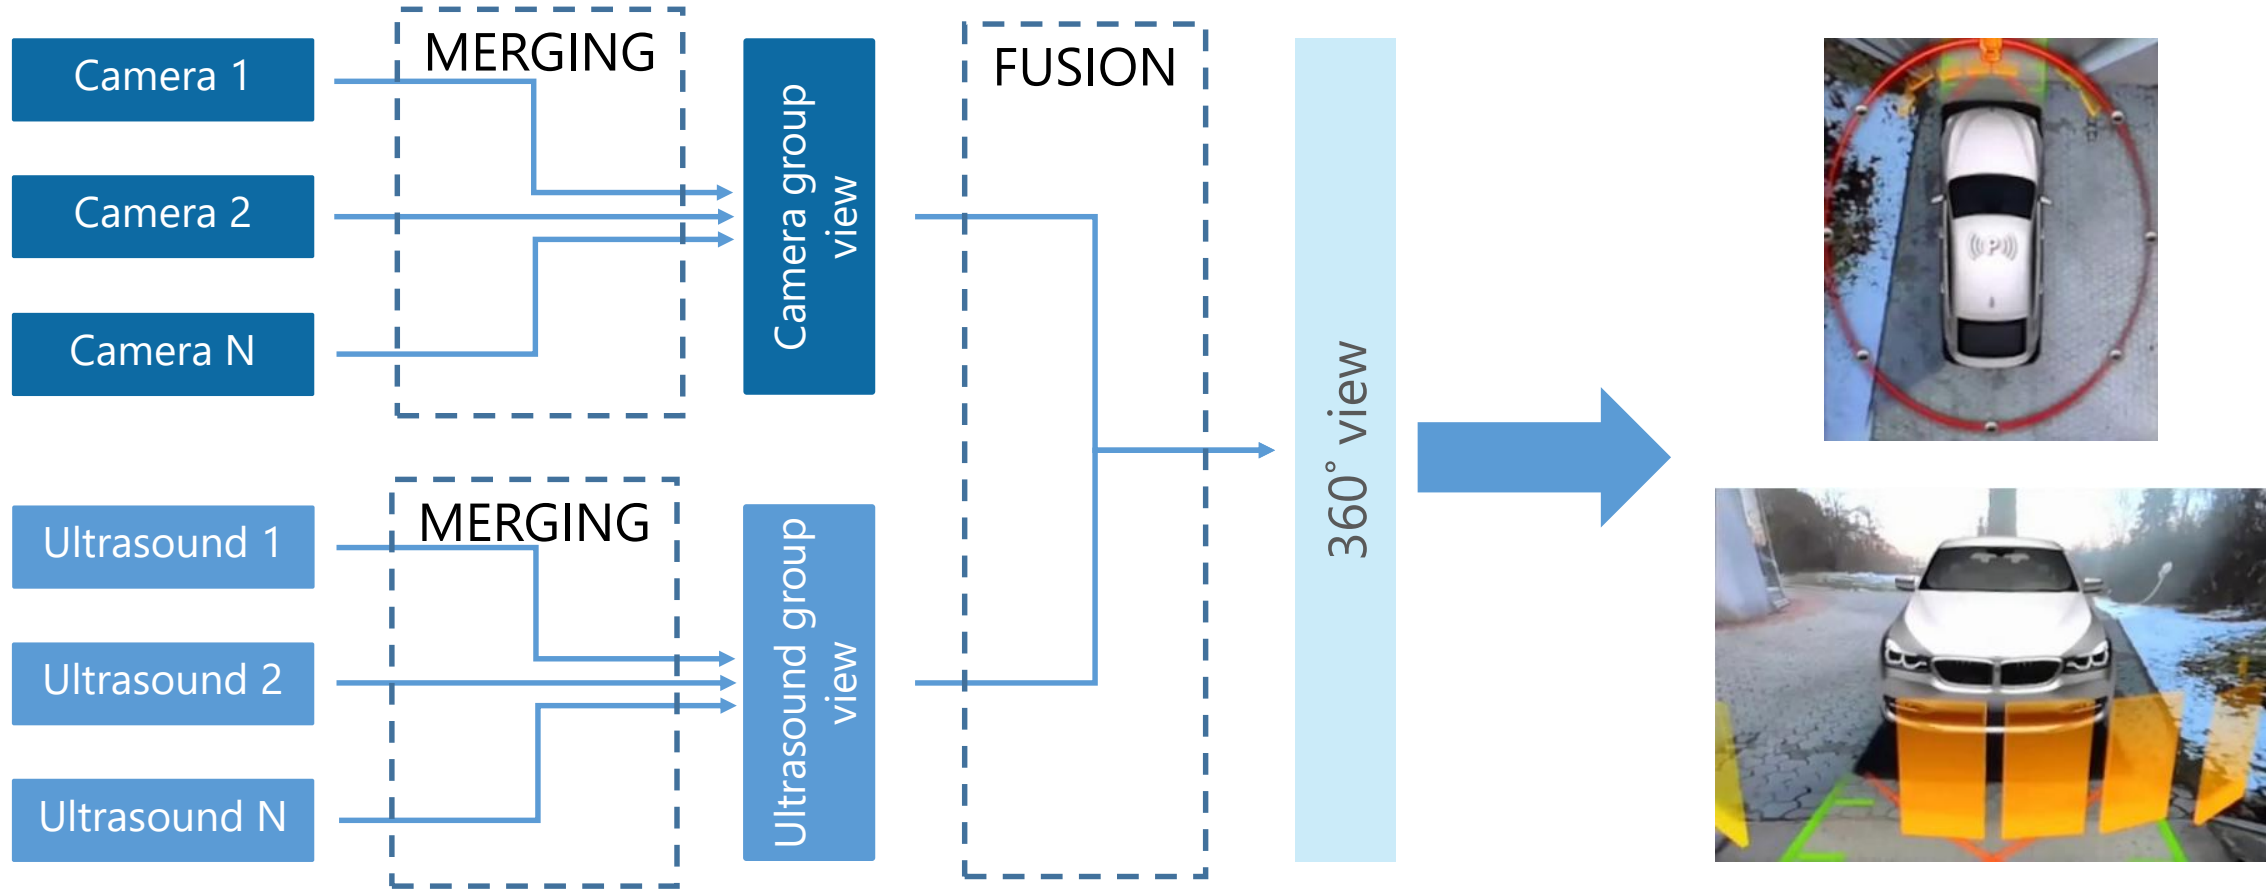 Camera 1
Camera 2
Camera N
MERGING
Camera group
view
Ultrasound 1
Ultrasound 2
Ultrasound N
MERGING
Ultrasound group
view
FUSION
360° view
P